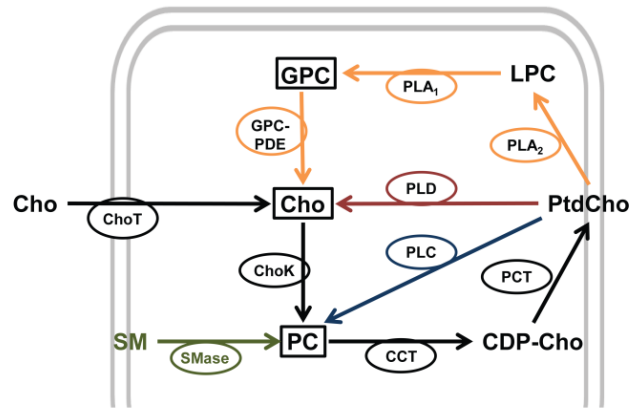 GPC
LPC
PLA₁
GPC-
PDE
PLA₂
Cho
ChoT
Cho
PLD
PtdCho
ChoK
PLC
PCT
SM
SMase
PC
CCT
CDP-Cho